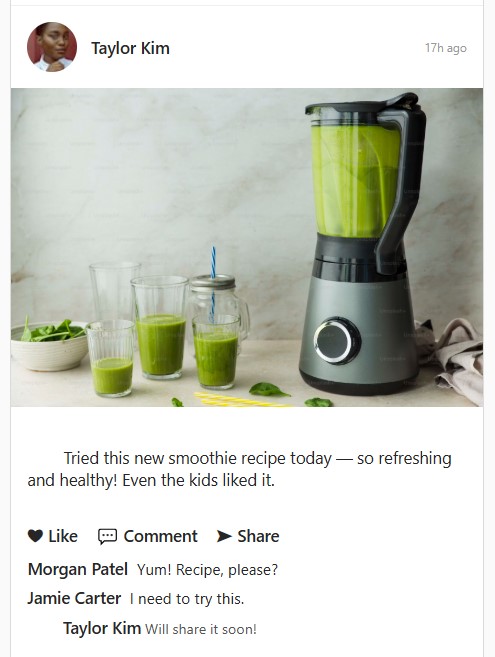 Taylor Kim
17h ago
Tried this new smoothie recipe today — so refreshing
and healthy! Even the kids liked it.
Like Comment Share
Morgan Patel Yum! Recipe, please?
Jamie Carter I need to try this.
Taylor Kim Will share it soon!